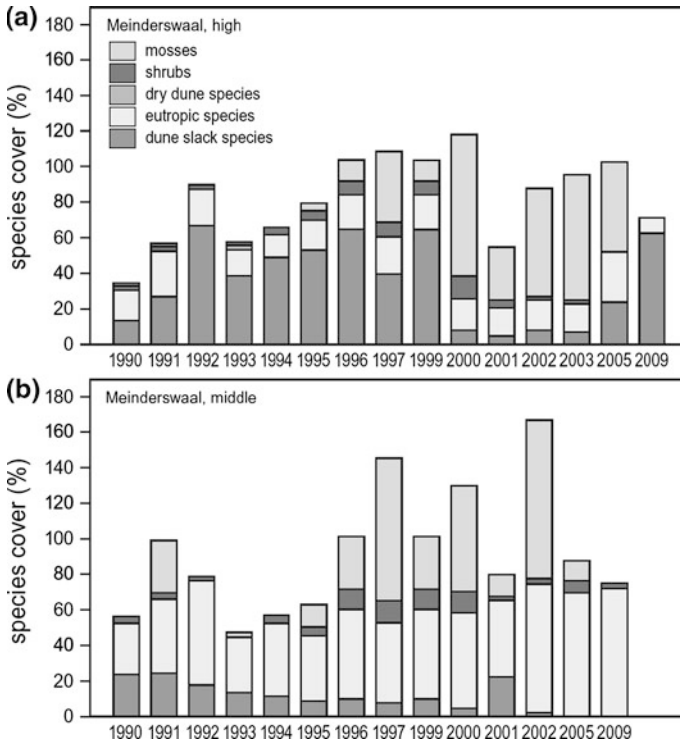 (a)
Meinderswaal, high
mosses
shrubs
dry dune species
eutropic species
dune slack species
species cover (%)
180
160
140
120
100
80
60
40
20
0
1990 1991 1992 1993 1994 1995 1996 1997 1999 2000 2001 2002 2003 2005 2009
(b)
Meinderswaal, middle
species cover (%)
180
160
140
120
100
80
60
40
20
0
1990 1991 1992 1993 1994 1995 1996 1997 1999 2000 2001 2002 2005 2009